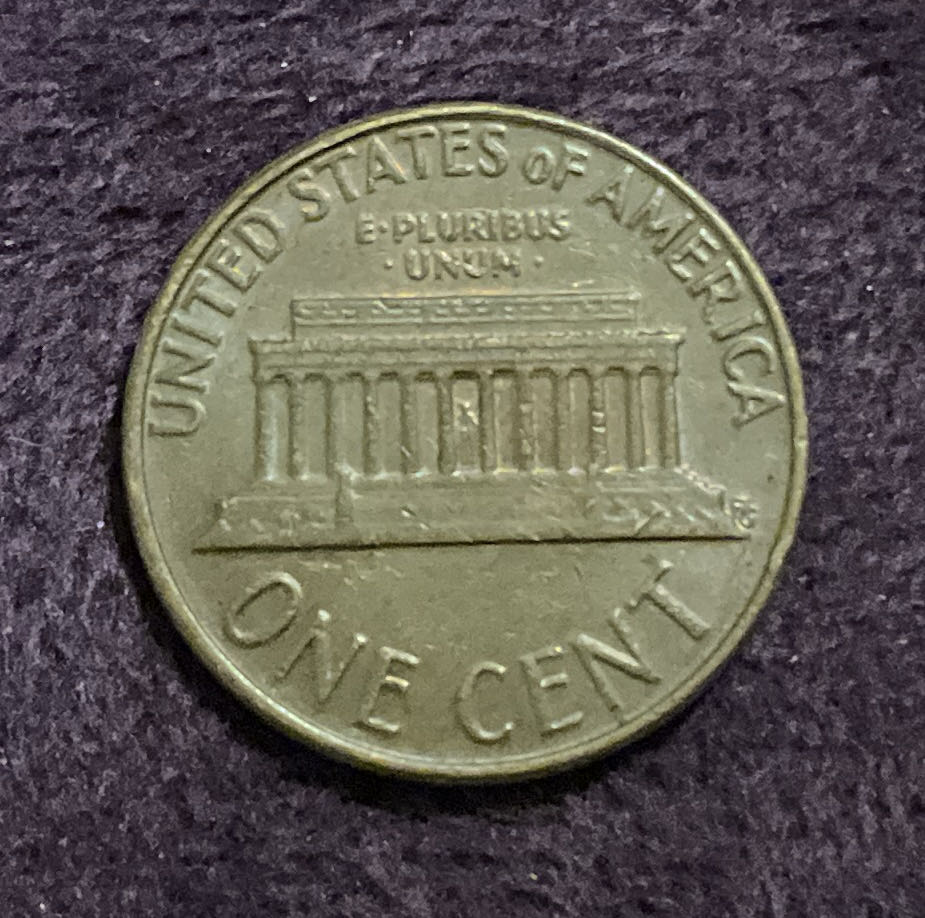 UNITED STATES OF AMERICA
E·PLURIBUS
·UNUM·
ONE CENT